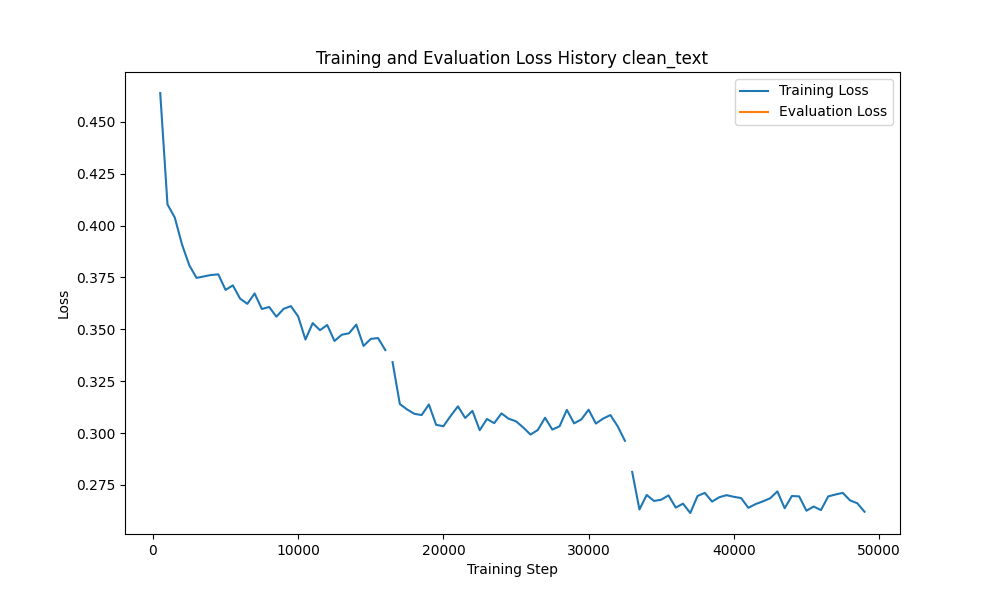 Training and Evaluation Loss History clean_text
Training Loss
Evaluation Loss
Loss
0.450
0.425
0.400
0.375
0.350
0.325
0.300
0.275
0
10000
20000
30000
40000
50000
Training Step